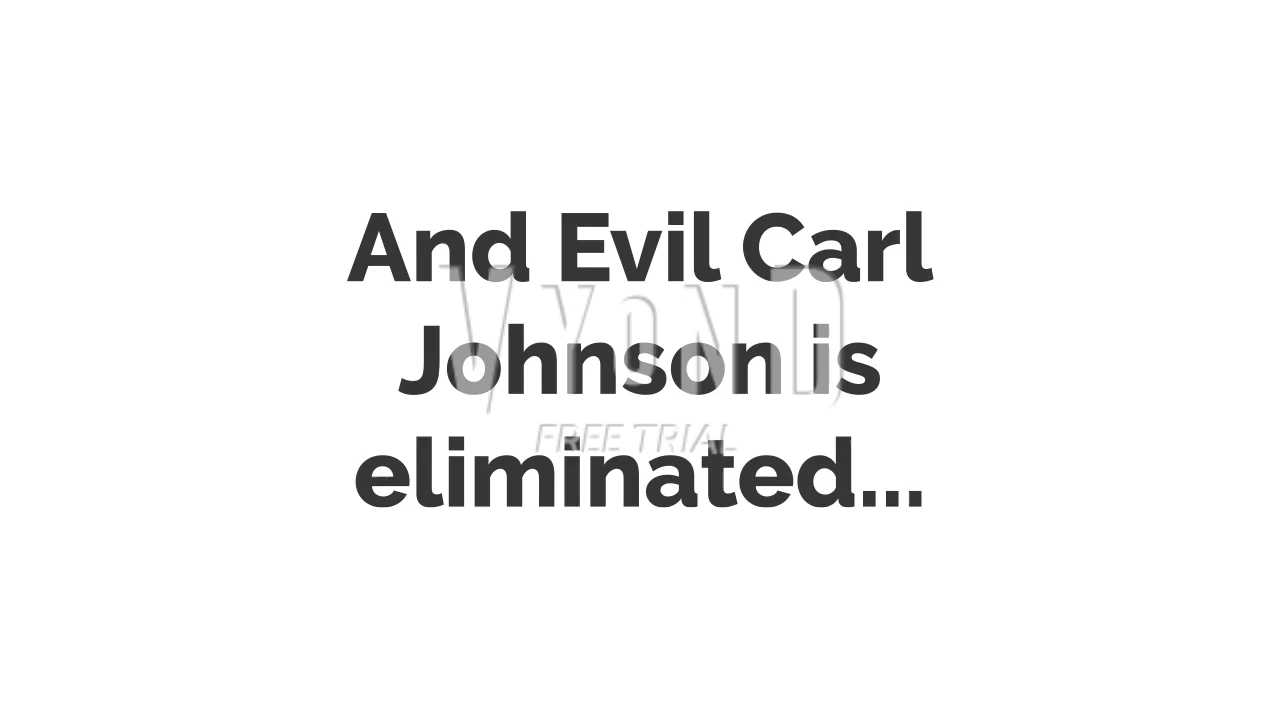 And Evil Carl
Johnson is
eliminated...
VYOND
FREE TRIAL